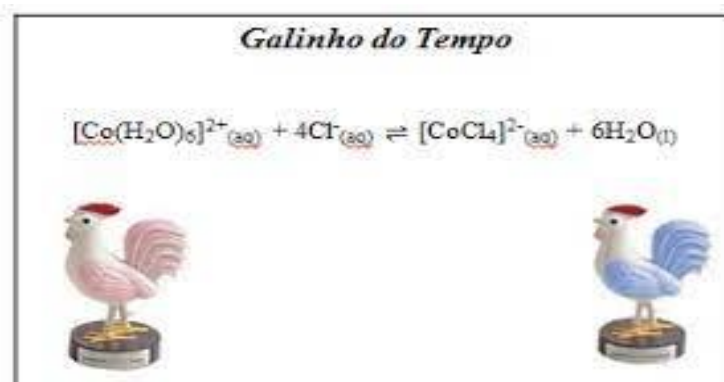 Galinho do Tempo
[Co(H₂O)₆]²⁺(aq) + 4Cl⁻(aq) ⇌ [CoCl₄]²⁻(aq) + 6H₂O(l)